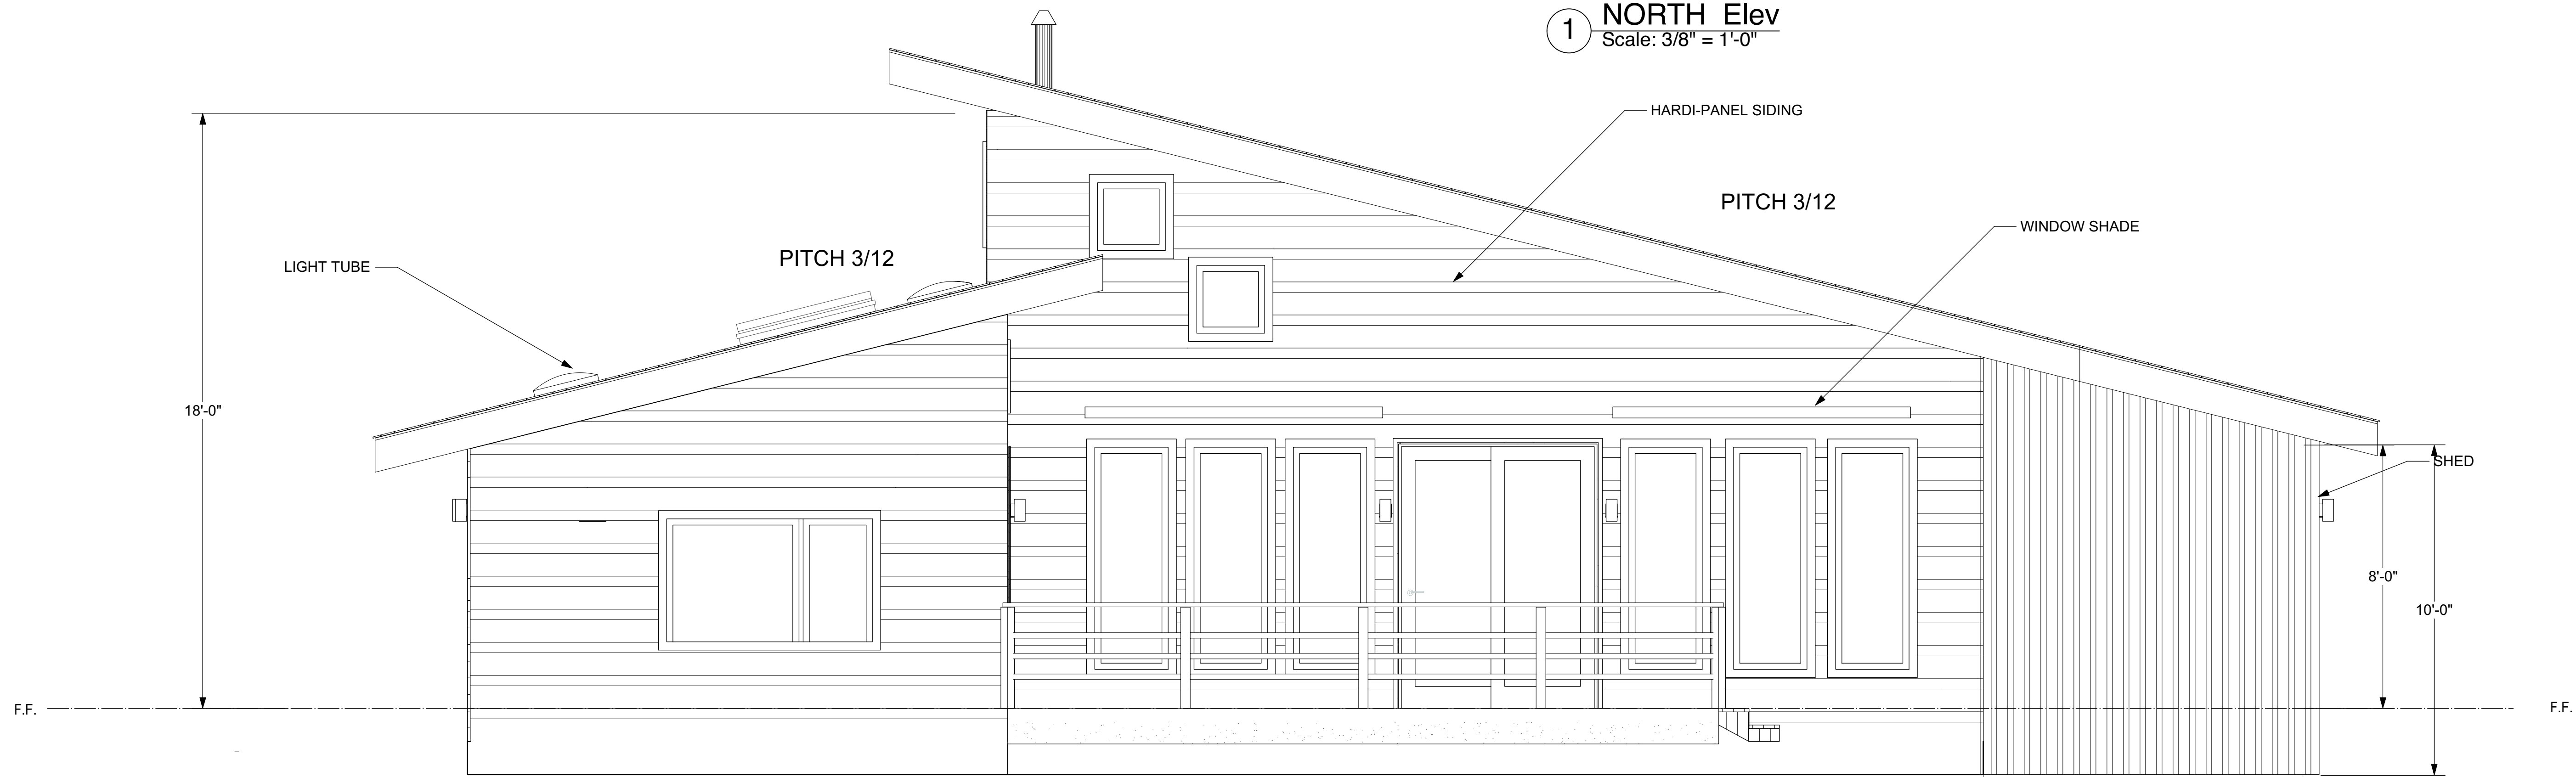 1
NORTH Elev
Scale: 3/8" = 1'-0"
HARDI-PANEL SIDING
PITCH 3/12
WINDOW SHADE
PITCH 3/12
LIGHT TUBE
18'-0"
SHED
8'-0"
10'-0"
F.F.
F.F.